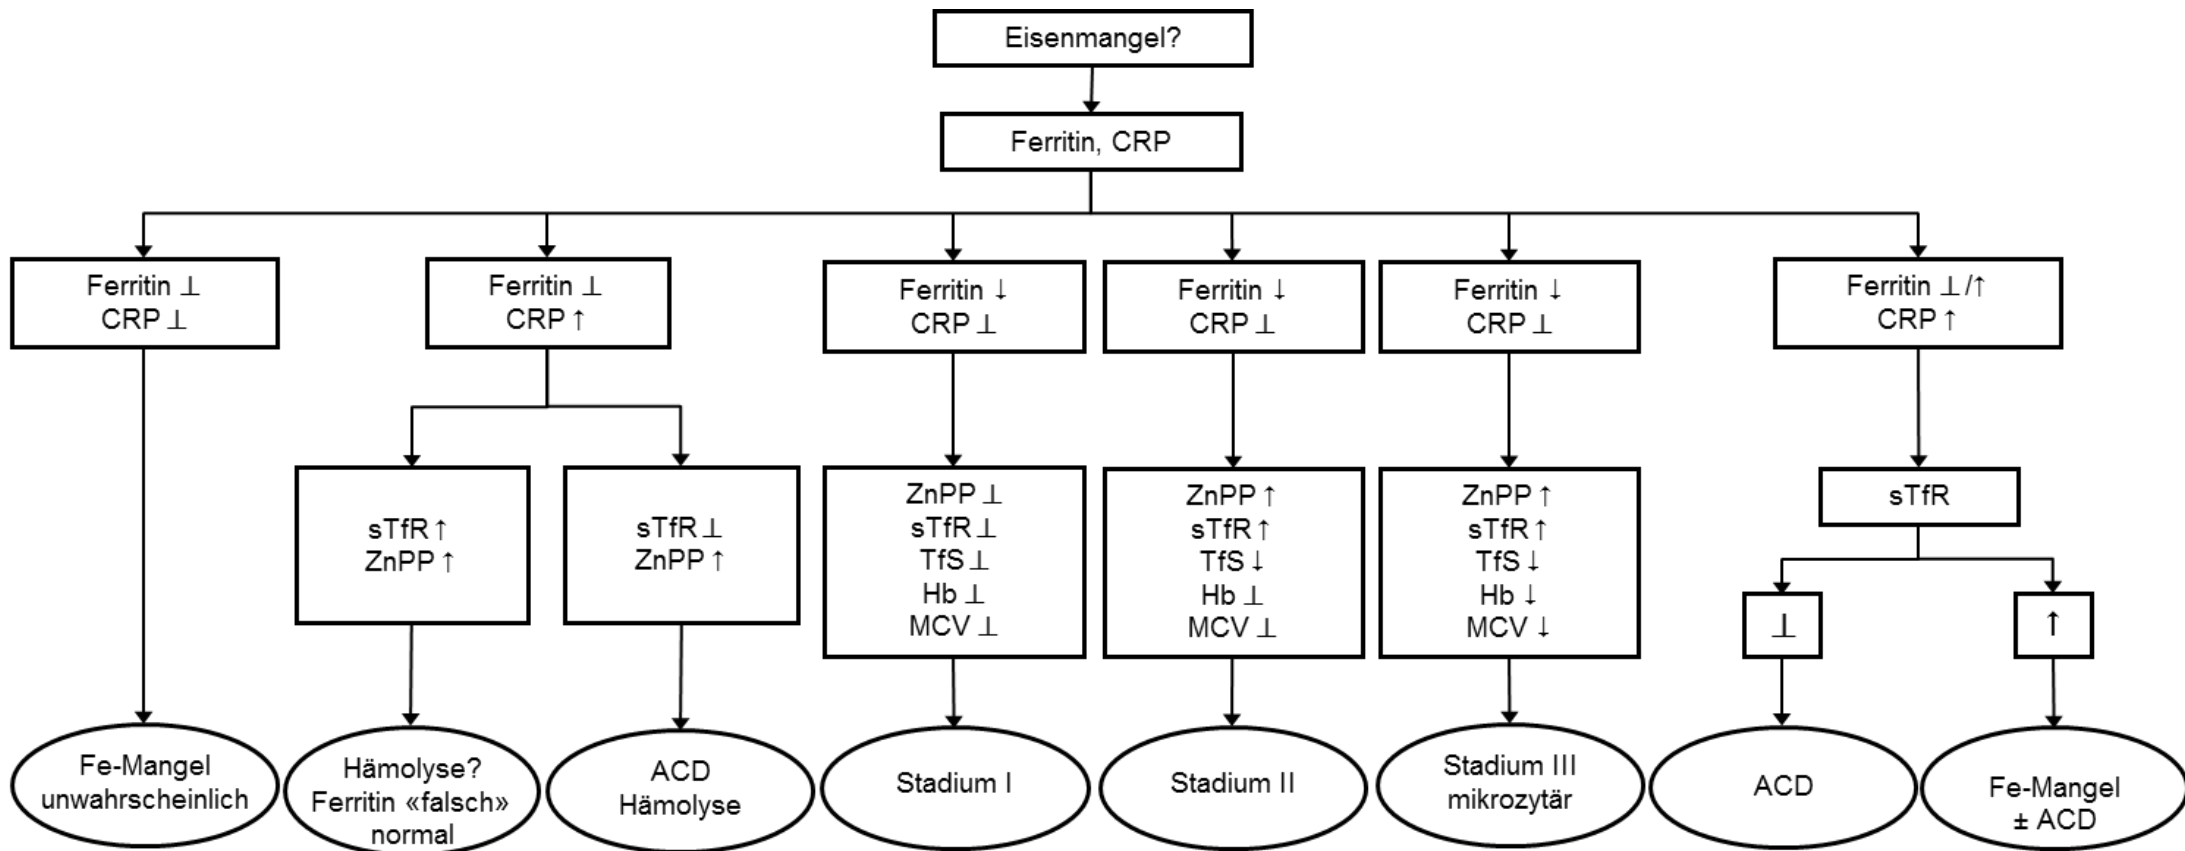 Eisenmangel?
Ferritin, CRP
Ferritin ⊥
CRP ⊥
Ferritin ⊥
CRP ↑
Ferritin ↓
CRP ⊥
Ferritin ↓
CRP ⊥
Ferritin ↓
CRP ⊥
Ferritin ⊥/↑
CRP ↑
sTfR ↑
ZnPP ↑
sTfR ⊥
ZnPP ↑
ZnPP ⊥
sTfR ⊥
TfS ⊥
Hb ⊥
MCV ⊥
ZnPP ↑
sTfR ↑
TfS ↓
Hb ⊥
MCV ⊥
ZnPP ↑
sTfR ↑
TfS ↓
Hb ↓
MCV ↓
sTfR
⊥
↑
Fe-Mangel
unwahrscheinlich
Hämolyse?
Ferritin «falsch»
normal
ACD
Hämolyse
Stadium I
Stadium II
Stadium III
mikrozytär
ACD
Fe-Mangel
± ACD